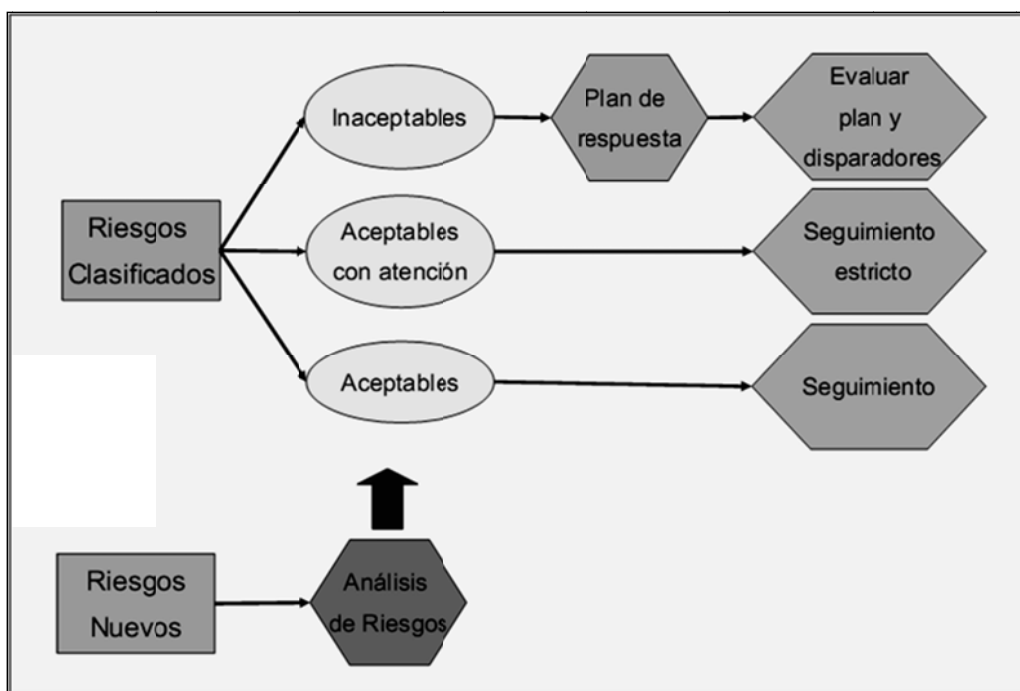 Inaceptables
Plan de
respuesta
Evaluar
plan y
disparadores
Riesgos
Clasificados
Aceptables
con atención
Seguimiento
estricto
Aceptables
Seguimiento
Riesgos
Nuevos
Análisis
de Riesgos